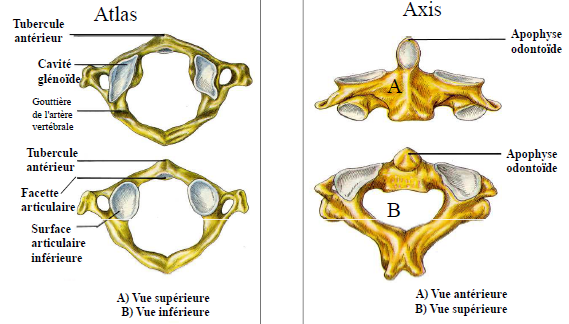 Atlas
Tubercule
antérieur
Cavité
glénoïde
Gouttière
de l'artère
vertébrale
Tubercule
antérieur
Facette
articulaire
Surface
articulaire
inférieure
A) Vue supérieure
B) Vue inférieure
Axis
Apophyse
odontoïde
A
Apophyse
odontoïde
B
A) Vue antérieure
B) Vue supérieure